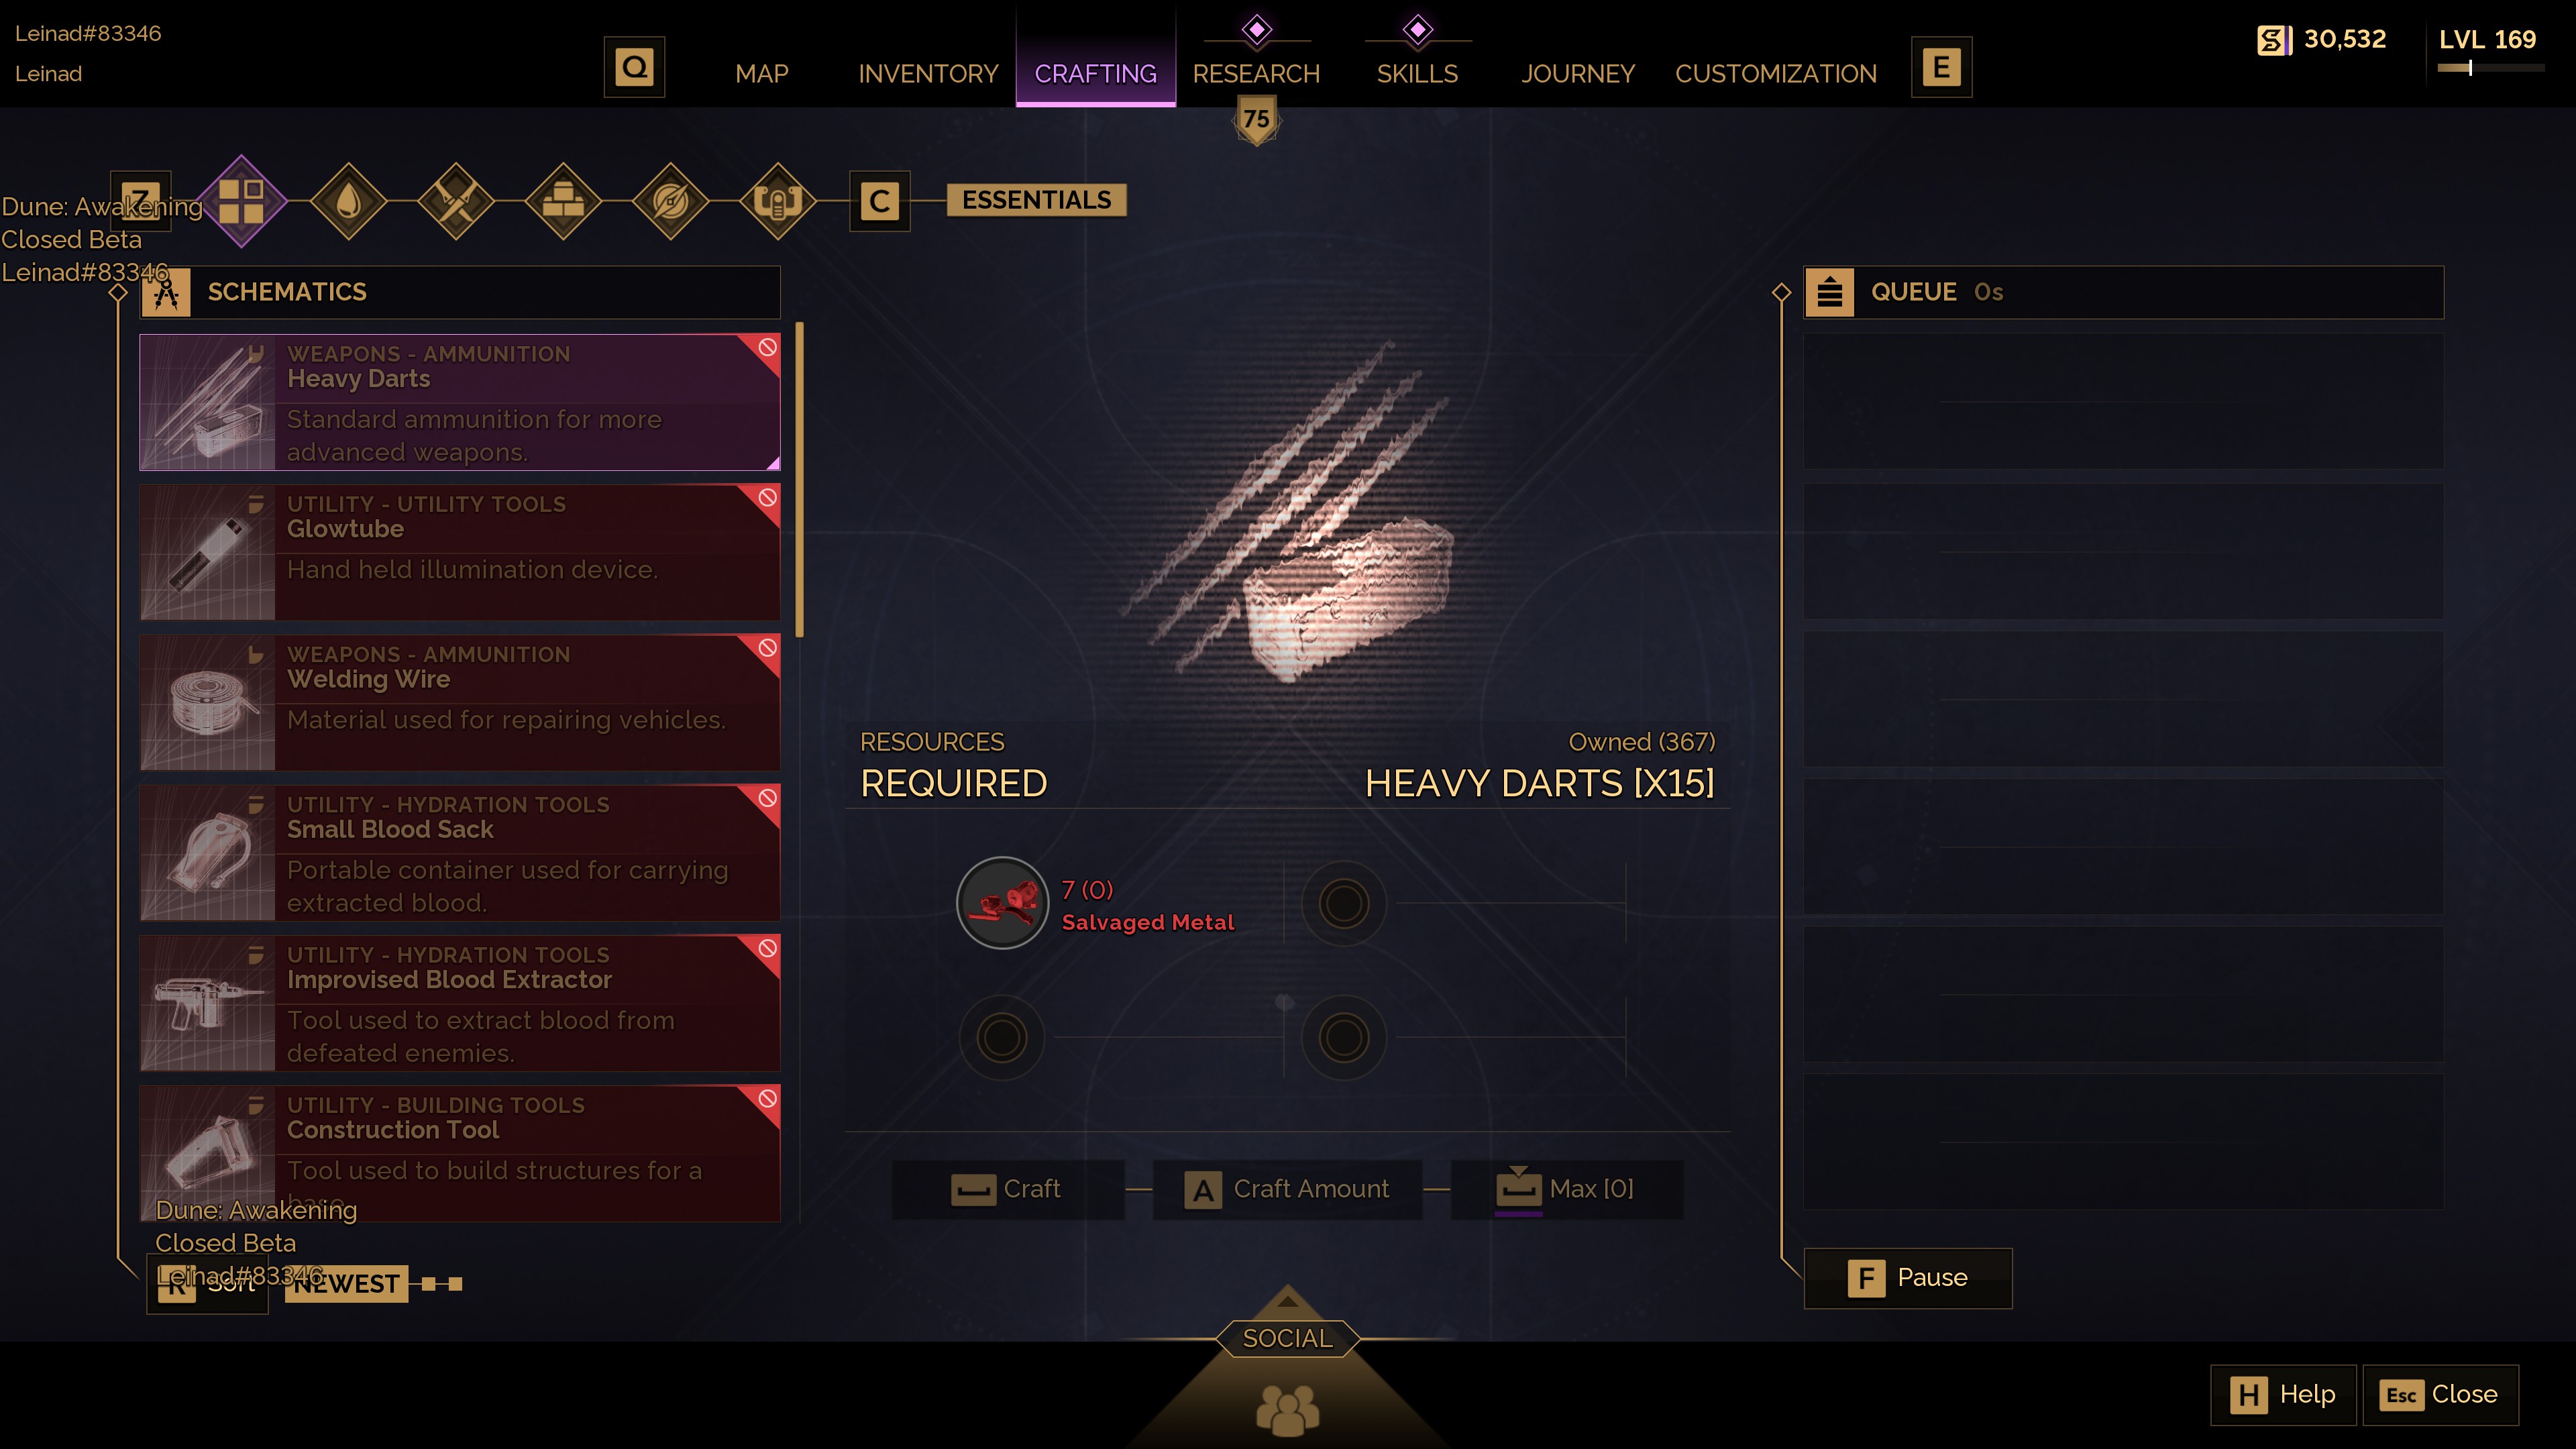 Leinad#83346
Leinad
Q
MAP
INVENTORY
CRAFTING
RESEARCH
75
SKILLS
JOURNEY
CUSTOMIZATION
E
30,532
LVL 169
Z
C
ESSENTIALS
Dune: Awakening
Closed Beta
Leinad#83346
SCHEMATICS
WEAPONS - AMMUNITION
Heavy Darts
Standard ammunition for more
advanced weapons.
UTILITY - UTILITY TOOLS
Glowtube
Hand held illumination device.
WEAPONS - AMMUNITION
Welding Wire
Material used for repairing vehicles.
UTILITY - HYDRATION TOOLS
Small Blood Sack
Portable container used for carrying
extracted blood.
UTILITY - HYDRATION TOOLS
Improvised Blood Extractor
Tool used to extract blood from
defeated enemies.
UTILITY - BUILDING TOOLS
Construction Tool
Tool used to build structures for a
base.
Dune: Awakening
Closed Beta
Leinad#83346
R Sort
NEWEST
RESOURCES
REQUIRED
Owned (367)
HEAVY DARTS [X15]
7 (0)
Salvaged Metal
Craft
A Craft Amount
Max [0]
QUEUE 0s
F Pause
SOCIAL
H Help
Esc Close